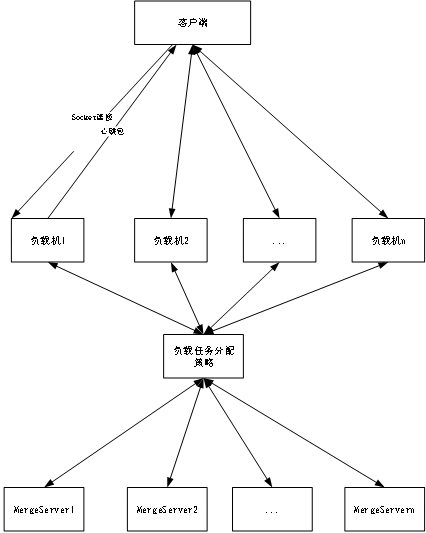 客户端
Socket连接
心跳包
负载机1
负载机2
...
负载机n
负载任务分配
策略
MergeServer1
MergeServer2
...
MergeServern